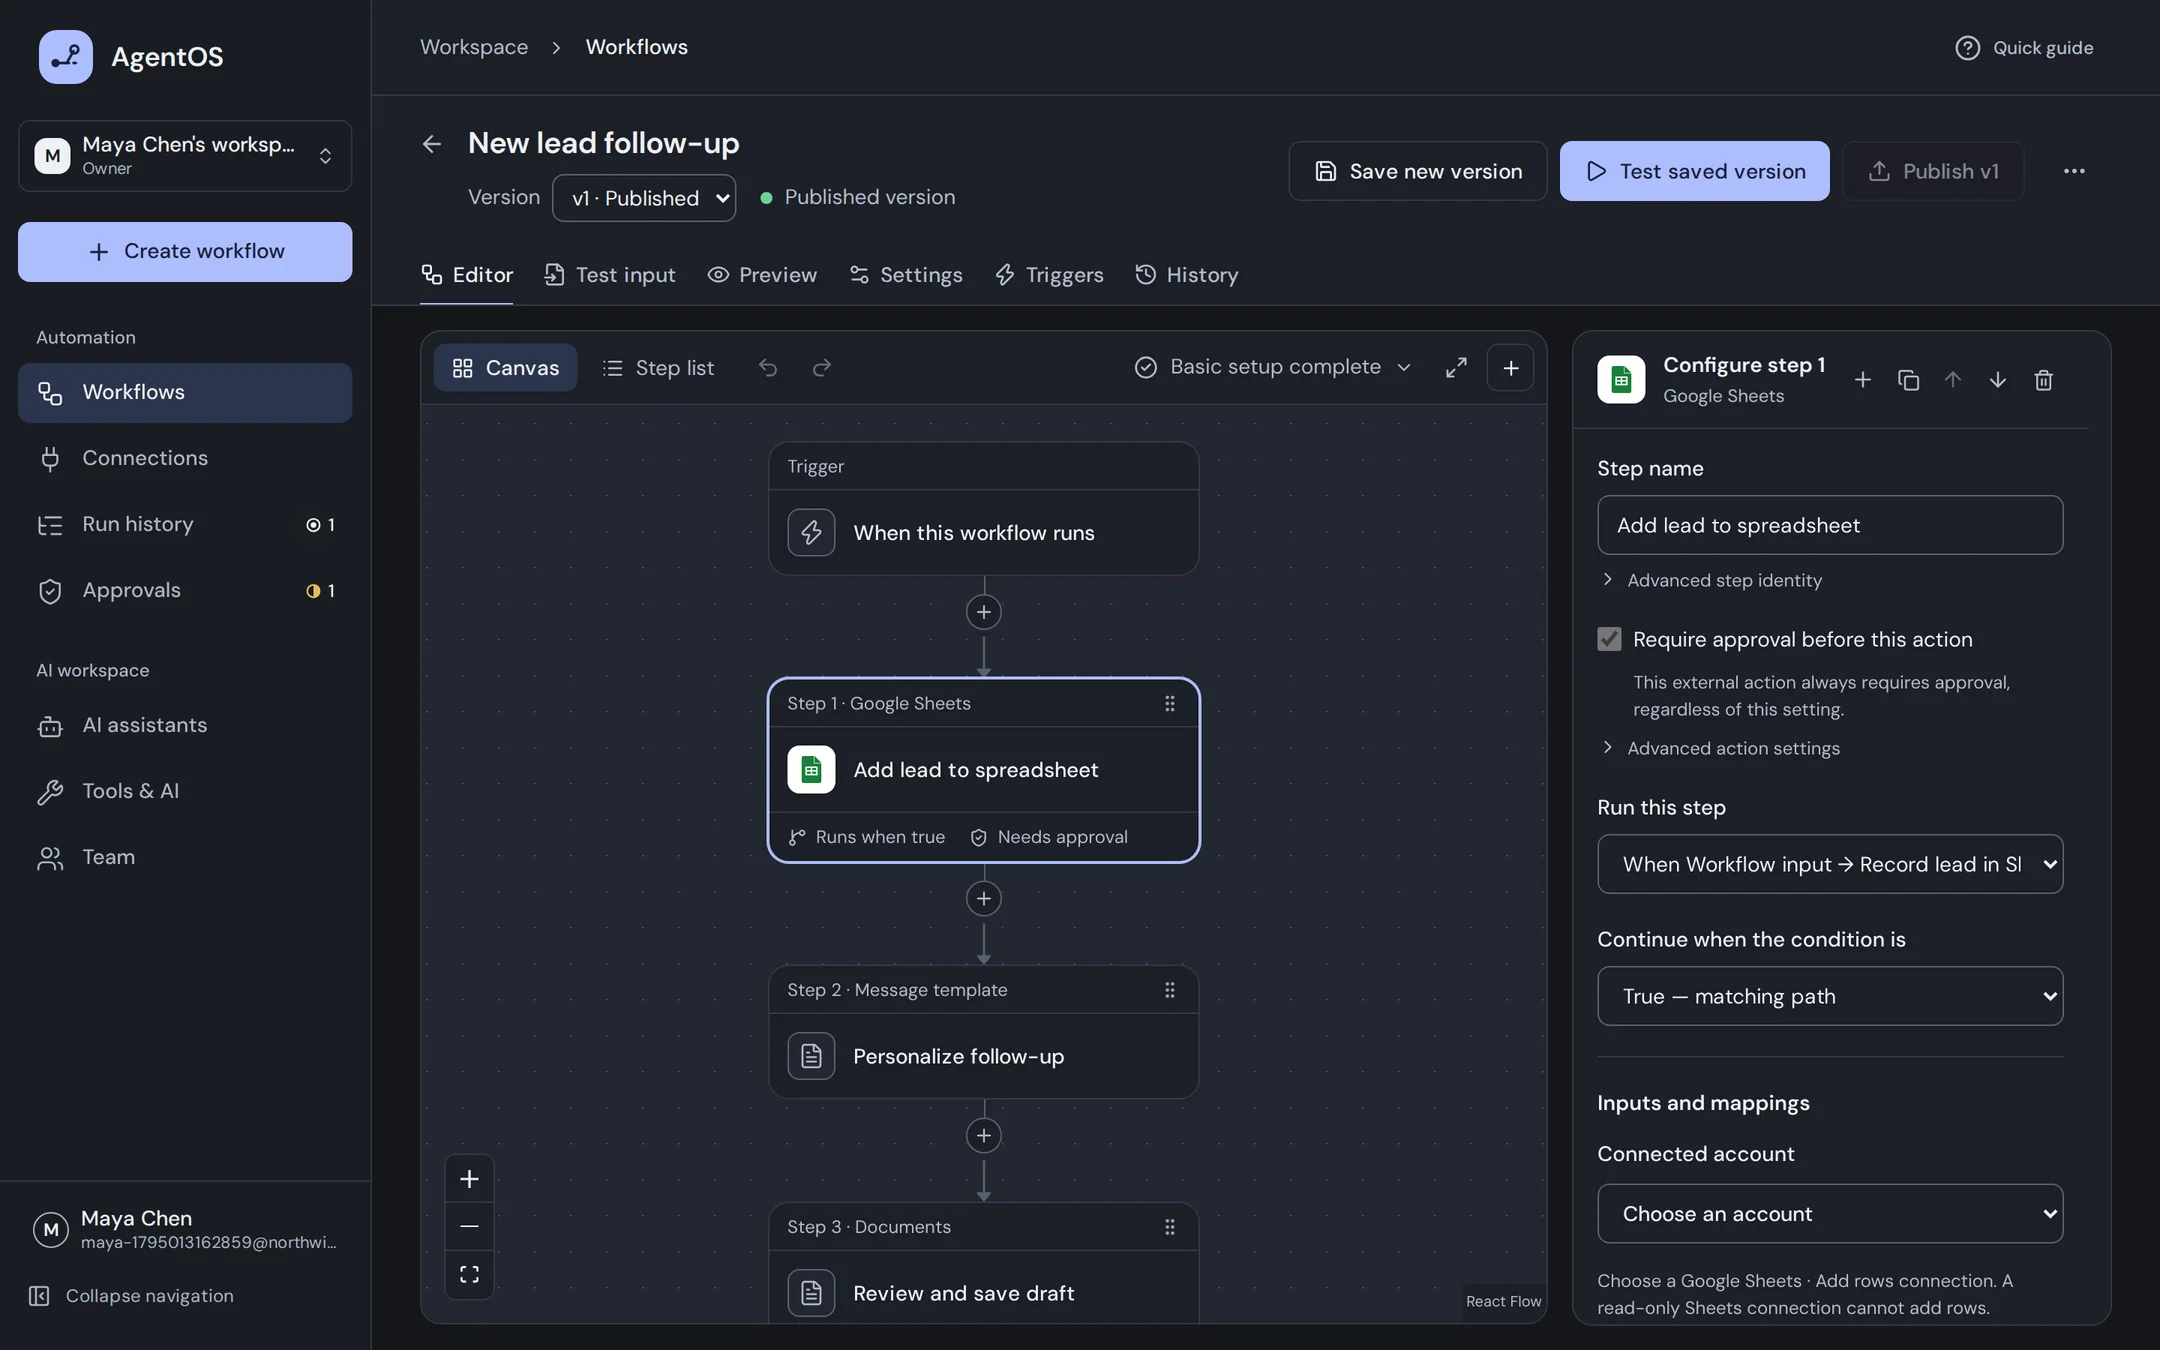 AgentOS
M
Maya Chen's worksp...
Owner
Create workflow
Automation
Workflows
Connections
Run history
1
Approvals
1
AI workspace
AI assistants
Tools & AI
Team
M
Maya Chen
maya-1795013162859@northwi...
Collapse navigation
Workspace
Workflows
Quick guide
New lead follow-up
Version
v1 · Published
Published version
Save new version
Test saved version
Publish v1
Editor
Test input
Preview
Settings
Triggers
History
Canvas
Step list
Basic setup complete
Trigger
When this workflow runs
Step 1 · Google Sheets
Add lead to spreadsheet
Runs when true
Needs approval
Step 2 · Message template
Personalize follow-up
Step 3 · Documents
Review and save draft
React Flow
Configure step 1
Google Sheets
Step name
Add lead to spreadsheet
Advanced step identity
Require approval before this action
This external action always requires approval,
regardless of this setting.
Advanced action settings
Run this step
When Workflow input → Record lead in
Continue when the condition is
True — matching path
Inputs and mappings
Connected account
Choose an account
Choose a Google Sheets · Add rows connection. A
read-only Sheets connection cannot add rows.